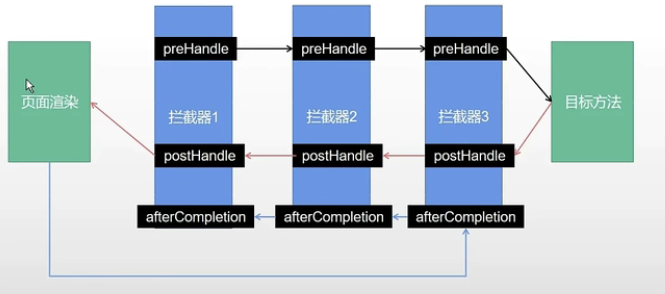 preHandle
preHandle
preHandle
页面渲染
拦截器1
拦截器2
拦截器3
目标方法
postHandle
postHandle
postHandle
afterCompletion
afterCompletion
afterCompletion